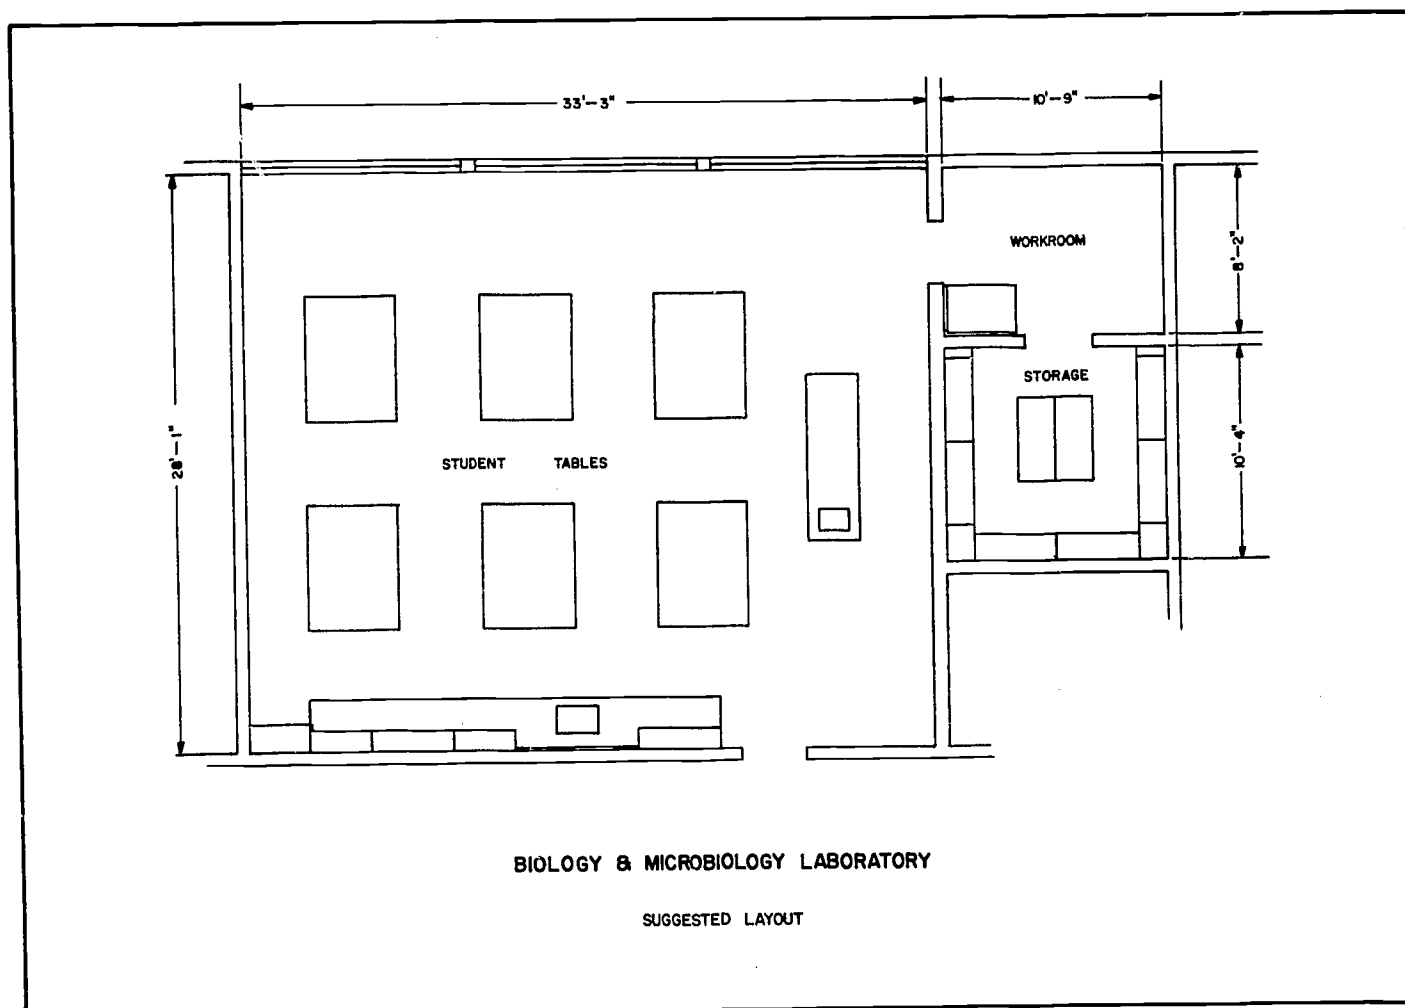 33'-3"
10'-9"
WORKROOM
8'-2"
STORAGE
28'-1"
STUDENT TABLES
10'-4"
BIOLOGY & MICROBIOLOGY LABORATORY
SUGGESTED LAYOUT